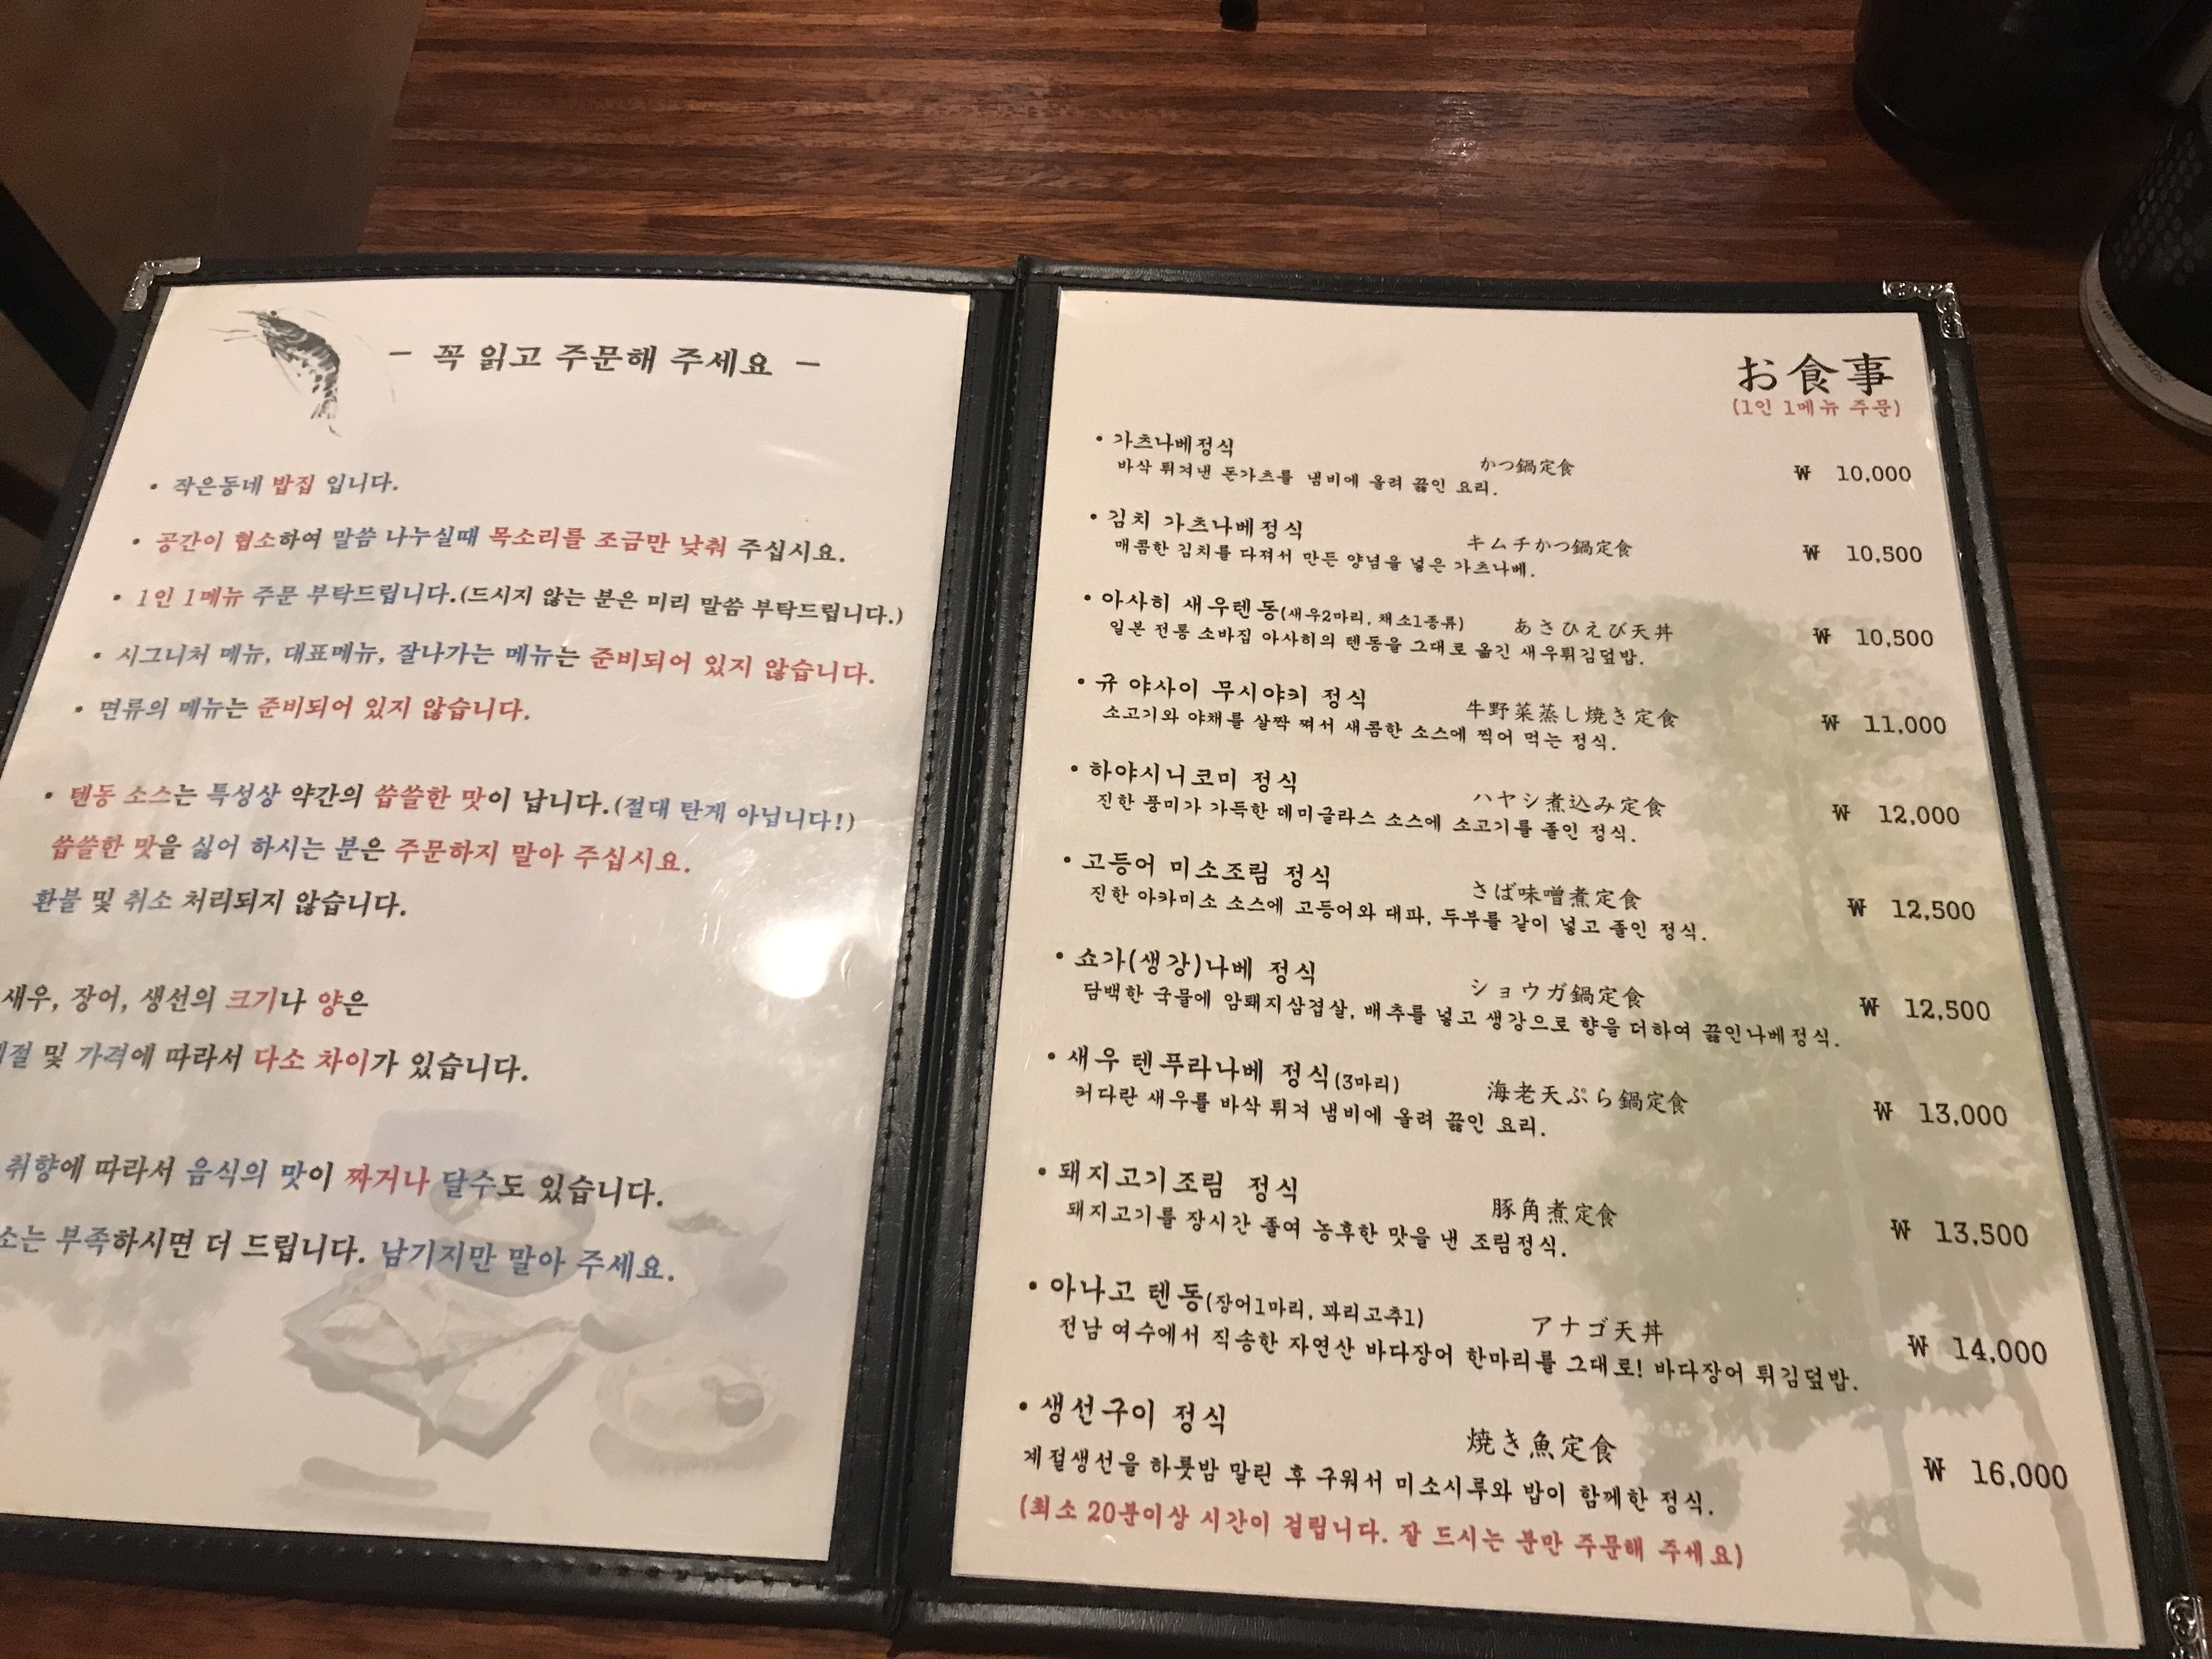 - 꼭 읽고 주문해 주세요 -
• 작은동네 밥집 입니다.
• 공간이 협소하여 말씀 나누실때 목소리를 조금만 낮춰 주십시요.
• 1인 1메뉴 주문 부탁드립니다.(드시지 않는 분은 미리 말씀 부탁드립니다.)
• 시그니처 메뉴, 대표메뉴, 잘나가는 메뉴는 준비되어 있지 않습니다.
• 면류의 메뉴는 준비되어 있지 않습니다.
• 텐동 소스는 특성상 약간의 씁쓸한 맛이 납니다.(절대 탄게 아닙니다!)
씁쓸한 맛을 싫어 하시는 분은 주문하지 말아 주십시요.
환불 및 취소 처리되지 않습니다.
새우, 장어, 생선의 크기나 양은
및 가격에 따라서 다소 차이가 있습니다.
취향에 따라서 음식의 맛이 짜거나 달수도 있습니다.
부족하시면 더 드립니다. 남기지만 말아 주세요.
お食事
(1인 1메뉴 주문)
• 가츠나베정식 かつ鍋定食 ₩ 10,000
바삭 튀겨낸 돈가츠를 냄비에 올려 끓인 요리.
• 김치 가츠나베정식 キムチかつ鍋定食 ₩ 10,500
매콤한 김치를 다져서 만든 양념을 넣은 가츠나베.
• 아사히 새우텐동(새우2마리, 채소1종류) あさひえび天丼 ₩ 10,500
일본 전통 소바집 아사히의 텐동을 그대로 옮긴 새우튀김덮밥.
• 규 야사이 무시야키 정식 牛野菜蒸し焼き定食 ₩ 11,000
소고기와 야채를 살짝 쪄서 새콤한 소스에 찍어 먹는 정식.
• 하야시니코미 정식 ハヤシ煮込み定食 ₩ 12,000
진한 풍미가 가득한 데미글라스 소스에 소고기를 졸인 정식.
• 고등어 미소조림 정식 さば味噌煮定食 ₩ 12,500
진한 아카미소 소스에 고등어와 대파, 두부를 같이 넣고 졸인 정식.
• 쇼가(생강)나베 정식 ショウガ鍋定食 ₩ 12,500
담백한 국물에 암퇘지삼겹살, 배추를 넣고 생강으로 향을 더하여 끓인나베정식.
• 새우 텐푸라나베 정식(3마리) 海老天ぷら鍋定食 ₩ 13,000
커다란 새우를 바삭 튀겨 냄비에 올려 끓인 요리.
• 돼지고기조림 정식 豚角煮定食 ₩ 13,500
돼지고기를 장시간 졸여 농후한 맛을 낸 조림정식.
• 아나고 텐동(장어1마리, 꽈리고추1) アナゴ天丼 ₩ 14,000
전남 여수에서 직송한 자연산 바다장어 한마리를 그대로! 바다장어 튀김덮밥.
• 생선구이 정식 焼き魚定食 ₩ 16,000
계절생선을 하룻밤 말린 후 구워서 미소시루와 밥이 함께한 정식.
(최소 20분이상 시간이 걸립니다. 잘 드시는 분만 주문해 주세요)